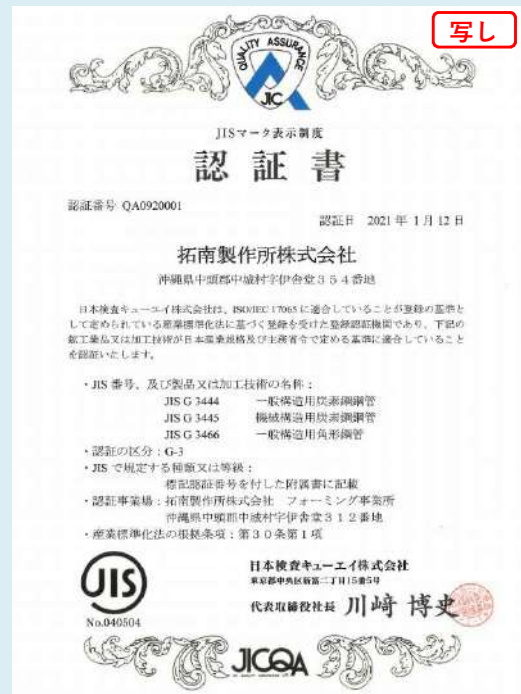 写し
QUALITY ASSURANCE
JIC
JISマーク表示制度
認証書
認証番号 QA0920001
認証日 2021年1月12日
拓南製作所株式会社
沖縄県中頭郡中城村字伊舎堂354番地
日本検査キューエイ株式会社は、ISO/IEC 17065に適合していることが登録の基準と
して定められている産業標準化法に基づく登録を受けた登録認証機関であり、下記の
鉱工業品又は加工技術が日本産業規格及び主務省令で定める基準に適合していること
を認証いたします。
・JIS 番号、及び製品又は加工技術の名称：
JIS G 3444 一般構造用炭素鋼鋼管
JIS G 3445 機械構造用炭素鋼鋼管
JIS G 3466 一般構造用角形鋼管
・認証の区分：G-3
・JIS で規定する種類又は等級：
標記認証番号を付した附属書に記載
・認証事業場：拓南製作所株式会社 フォーミング事業所
沖縄県中頭郡中城村字伊舎堂312番地
・産業標準化法の根拠条項：第30条第1項
JIS
No.040504
日本検査キューエイ株式会社
東京都中央区新富二丁目15番5号
代表取締役社長 川﨑 博史
JICQA